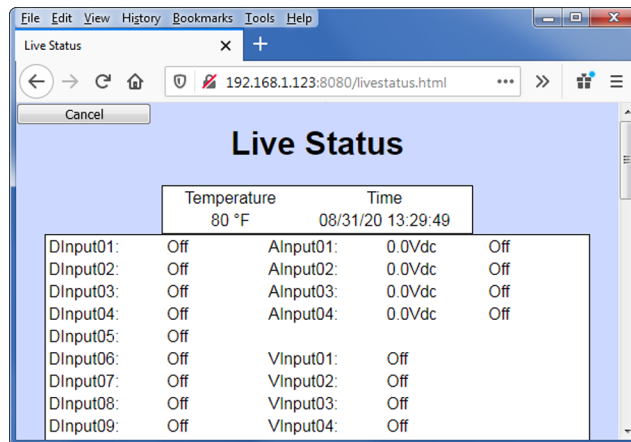 File Edit View History Bookmarks Tools Help
Live Status
192.168.1.123:8080/livestatus.html
Cancel
Live Status
Temperature Time
80 °F 08/31/20 13:29:49
DInput01: Off AInput01: 0.0Vdc Off
DInput02: Off AInput02: 0.0Vdc Off
DInput03: Off AInput03: 0.0Vdc Off
DInput04: Off AInput04: 0.0Vdc Off
DInput05: Off
DInput06: Off VInput01: Off
DInput07: Off VInput02: Off
DInput08: Off VInput03: Off
DInput09: Off VInput04: Off